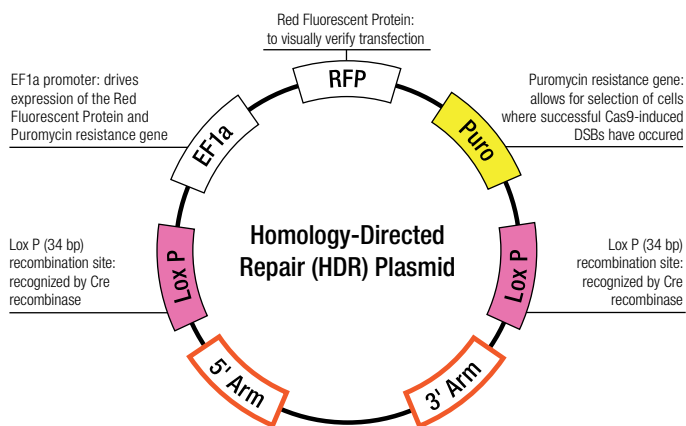 Red Fluorescent Protein:
to visually verify transfection
EF1a promoter: drives
expression of the Red
Fluorescent Protein and
Puromycin resistance gene
Puromycin resistance gene:
allows for selection of cells
where successful Cas9-induced
DSBs have occured
RFP
EF1a
Puro
Homology-Directed
Repair (HDR) Plasmid
Lox P (34 bp)
recombination site:
recognized by Cre
recombinase
Lox P
Lox P
Lox P (34 bp)
recombination site:
recognized by Cre
recombinase
5' Arm
3' Arm